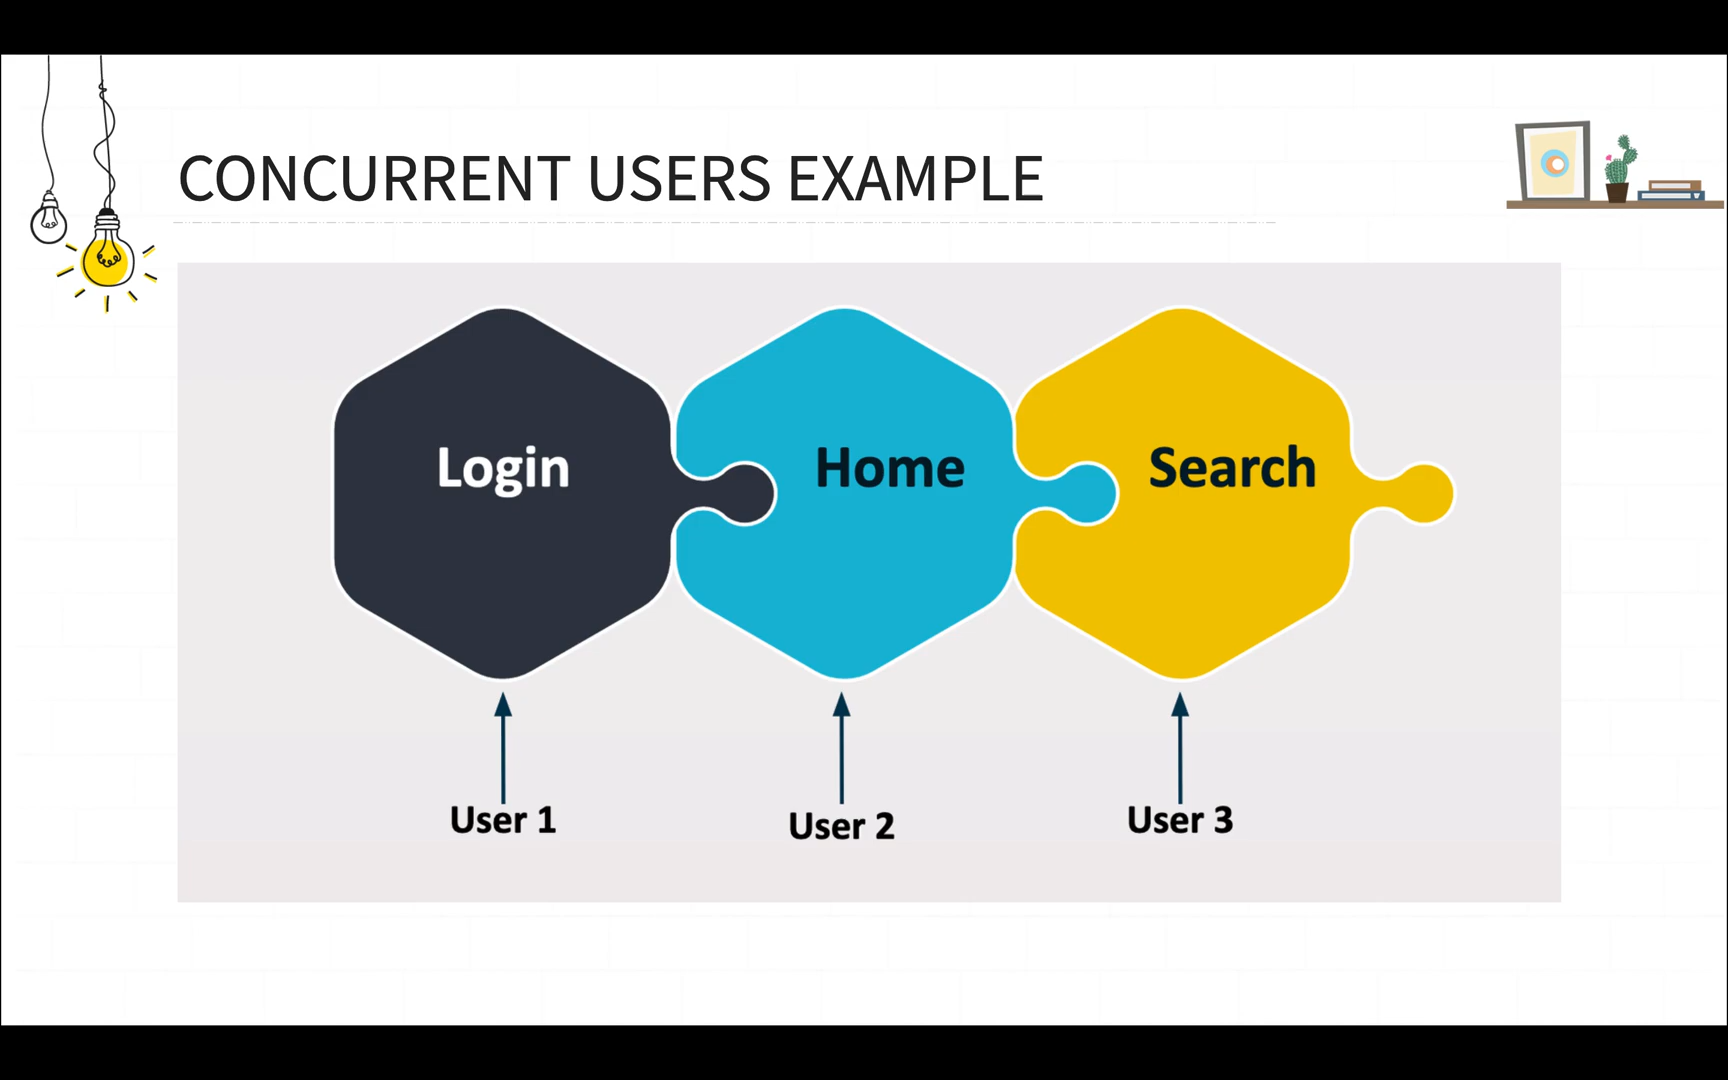 CONCURRENT USERS EXAMPLE
Login
Home
Search
User 1
User 2
User 3